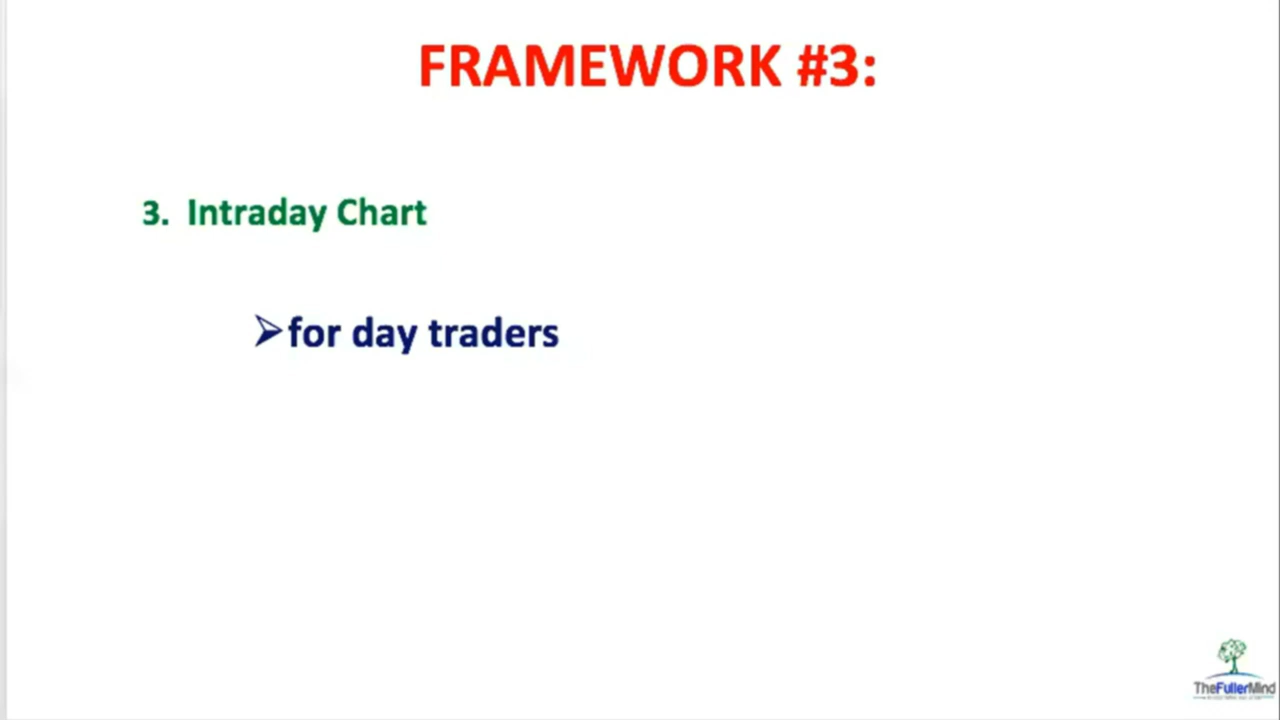 FRAMEWORK #3:
3. Intraday Chart
➢for day traders
TheFullerMind